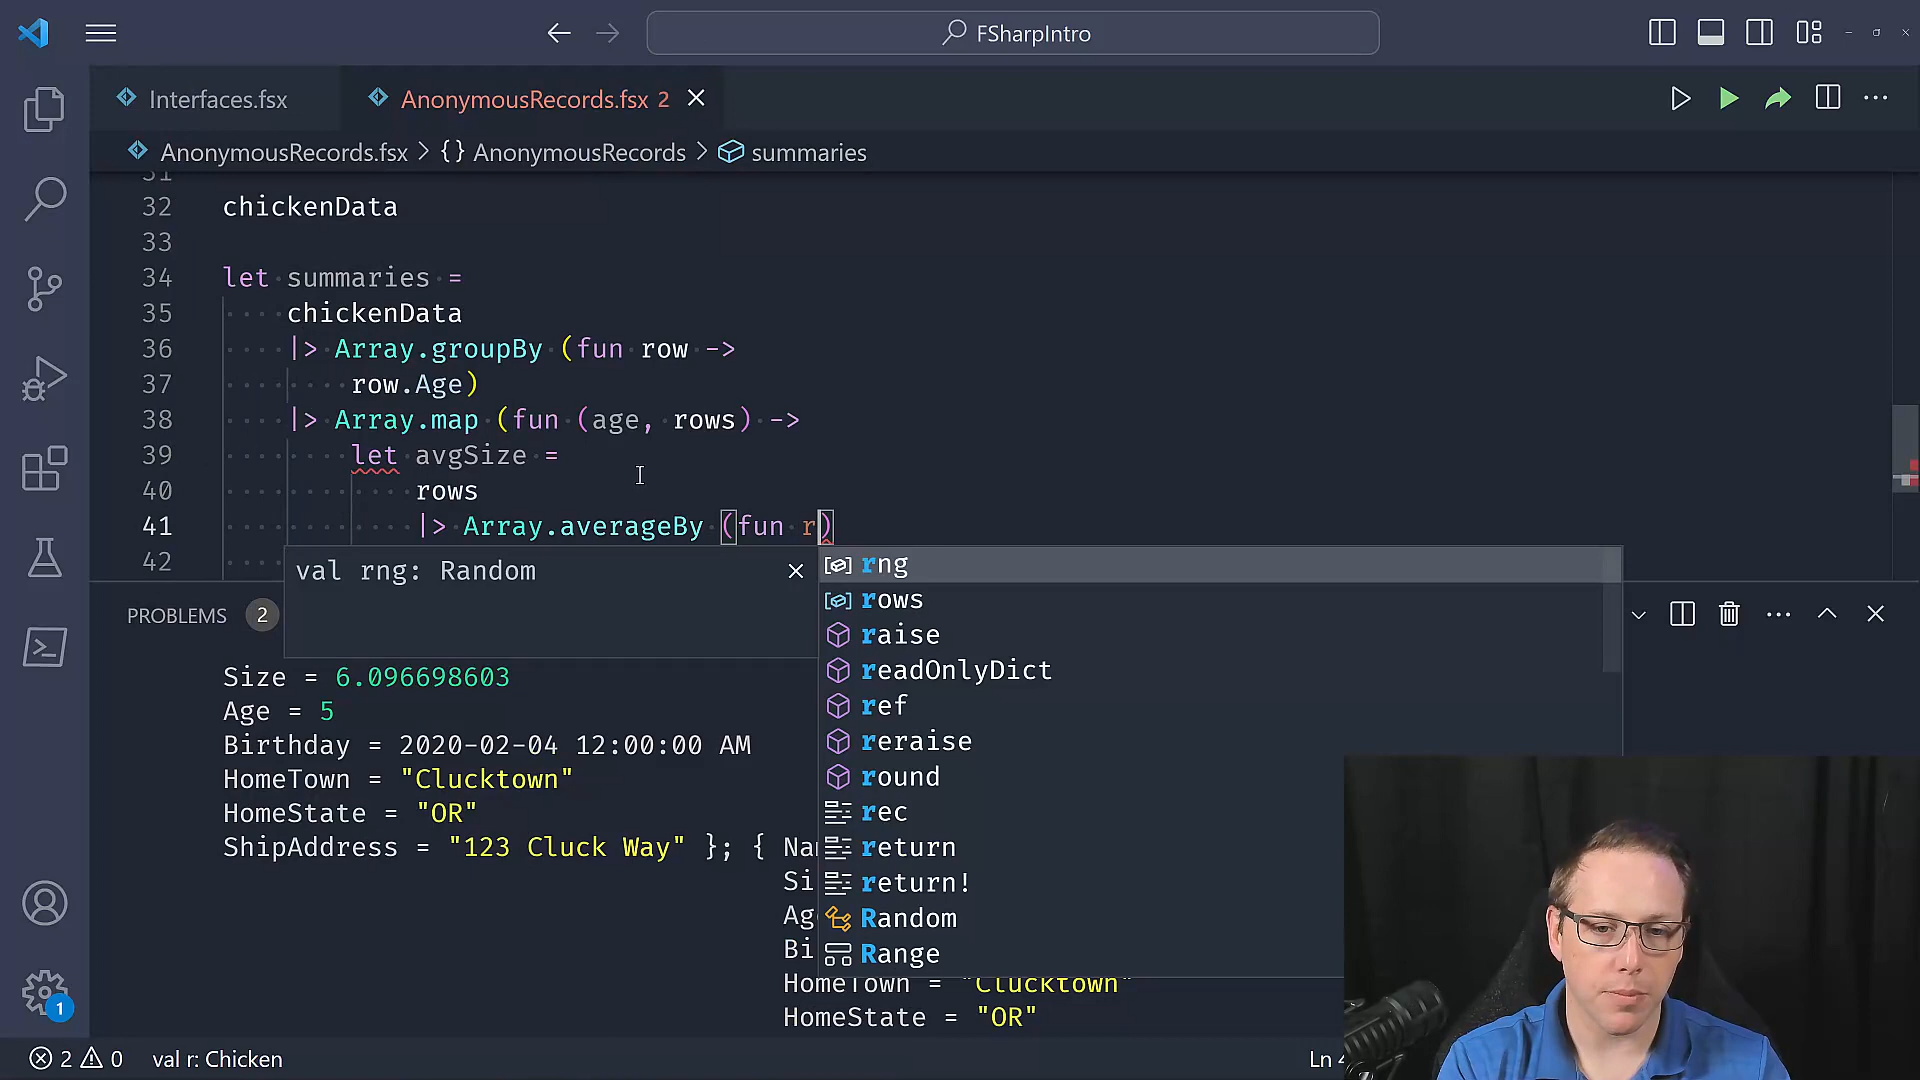 FSharpIntro
Interfaces.fsx
AnonymousRecords.fsx 2
AnonymousRecords.fsx > {} AnonymousRecords > summaries
31
32 chickenData
33
34 let summaries =
35 chickenData
36 |> Array.groupBy (fun row ->
37 row.Age)
38 |> Array.map (fun (age, rows) ->
39 let avgSize =
40 rows
41 |> Array.averageBy (fun r)
42
val rng: Random
rng
rows
raise
readOnlyDict
ref
reraise
round
rec
return
return!
Random
Range
PROBLEMS 2
Size = 6.096698603
Age = 5
Birthday = 2020-02-04 12:00:00 AM
HomeTown = "Clucktown"
HomeState = "OR"
ShipAddress = "123 Cluck Way" }; { Na
Si
Ag
Bi
HomeTown = "Clucktown"
HomeState = "OR"
1
2 0 val r: Chicken
Ln 4